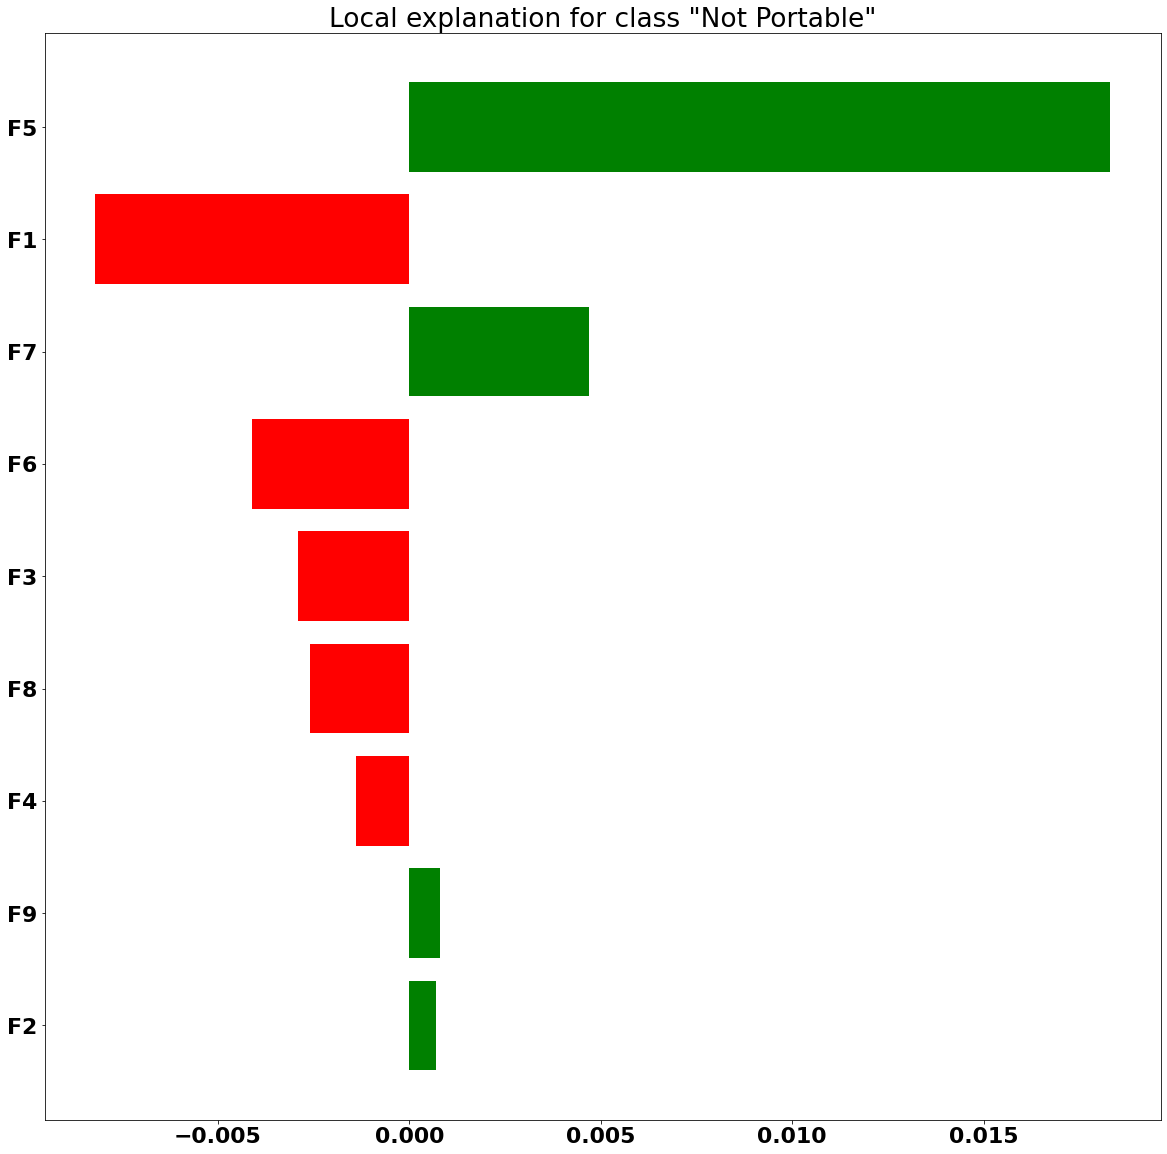 Local explanation for class "Not Portable"
F5
F1
F7
F6
F3
F8
F4
F9
F2
−0.005 0.000 0.005 0.010 0.015